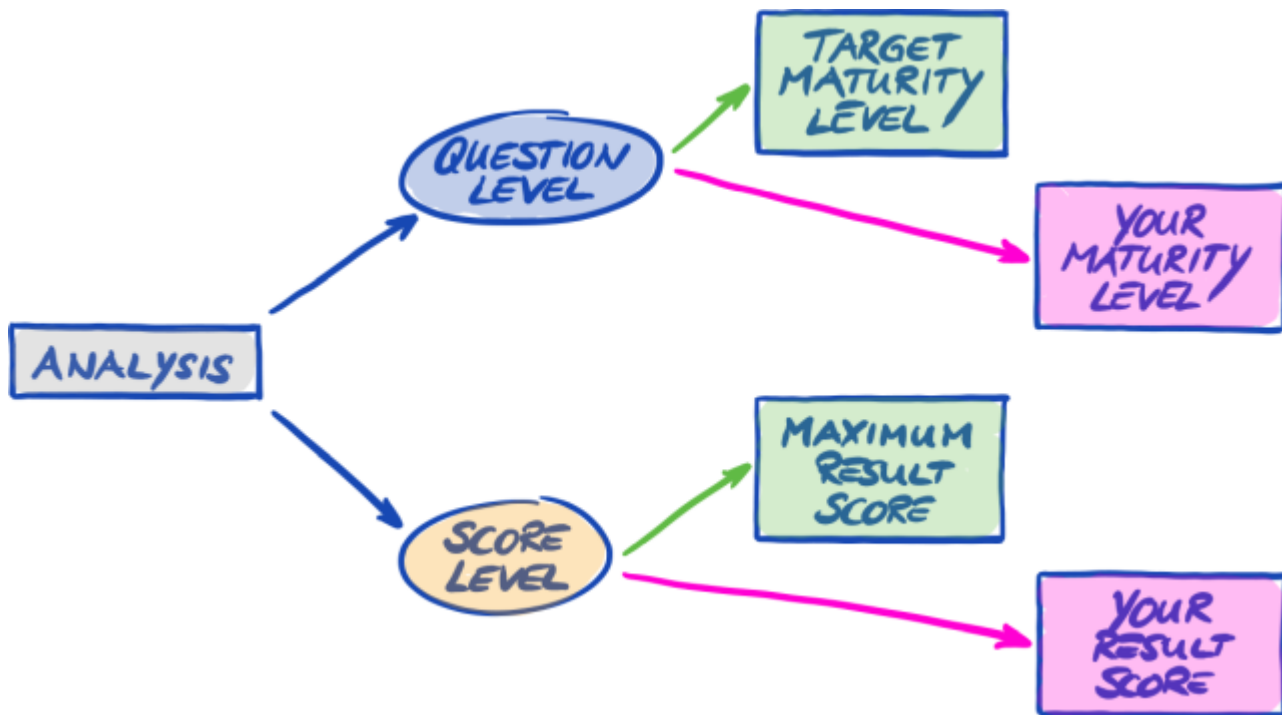 TARGET
MATURITY
LEVEL
QUESTION
LEVEL
YOUR
MATURITY
LEVEL
ANALYSIS
MAXIMUM
RESULT
SCORE
SCORE
LEVEL
YOUR
RESULT
SCORE